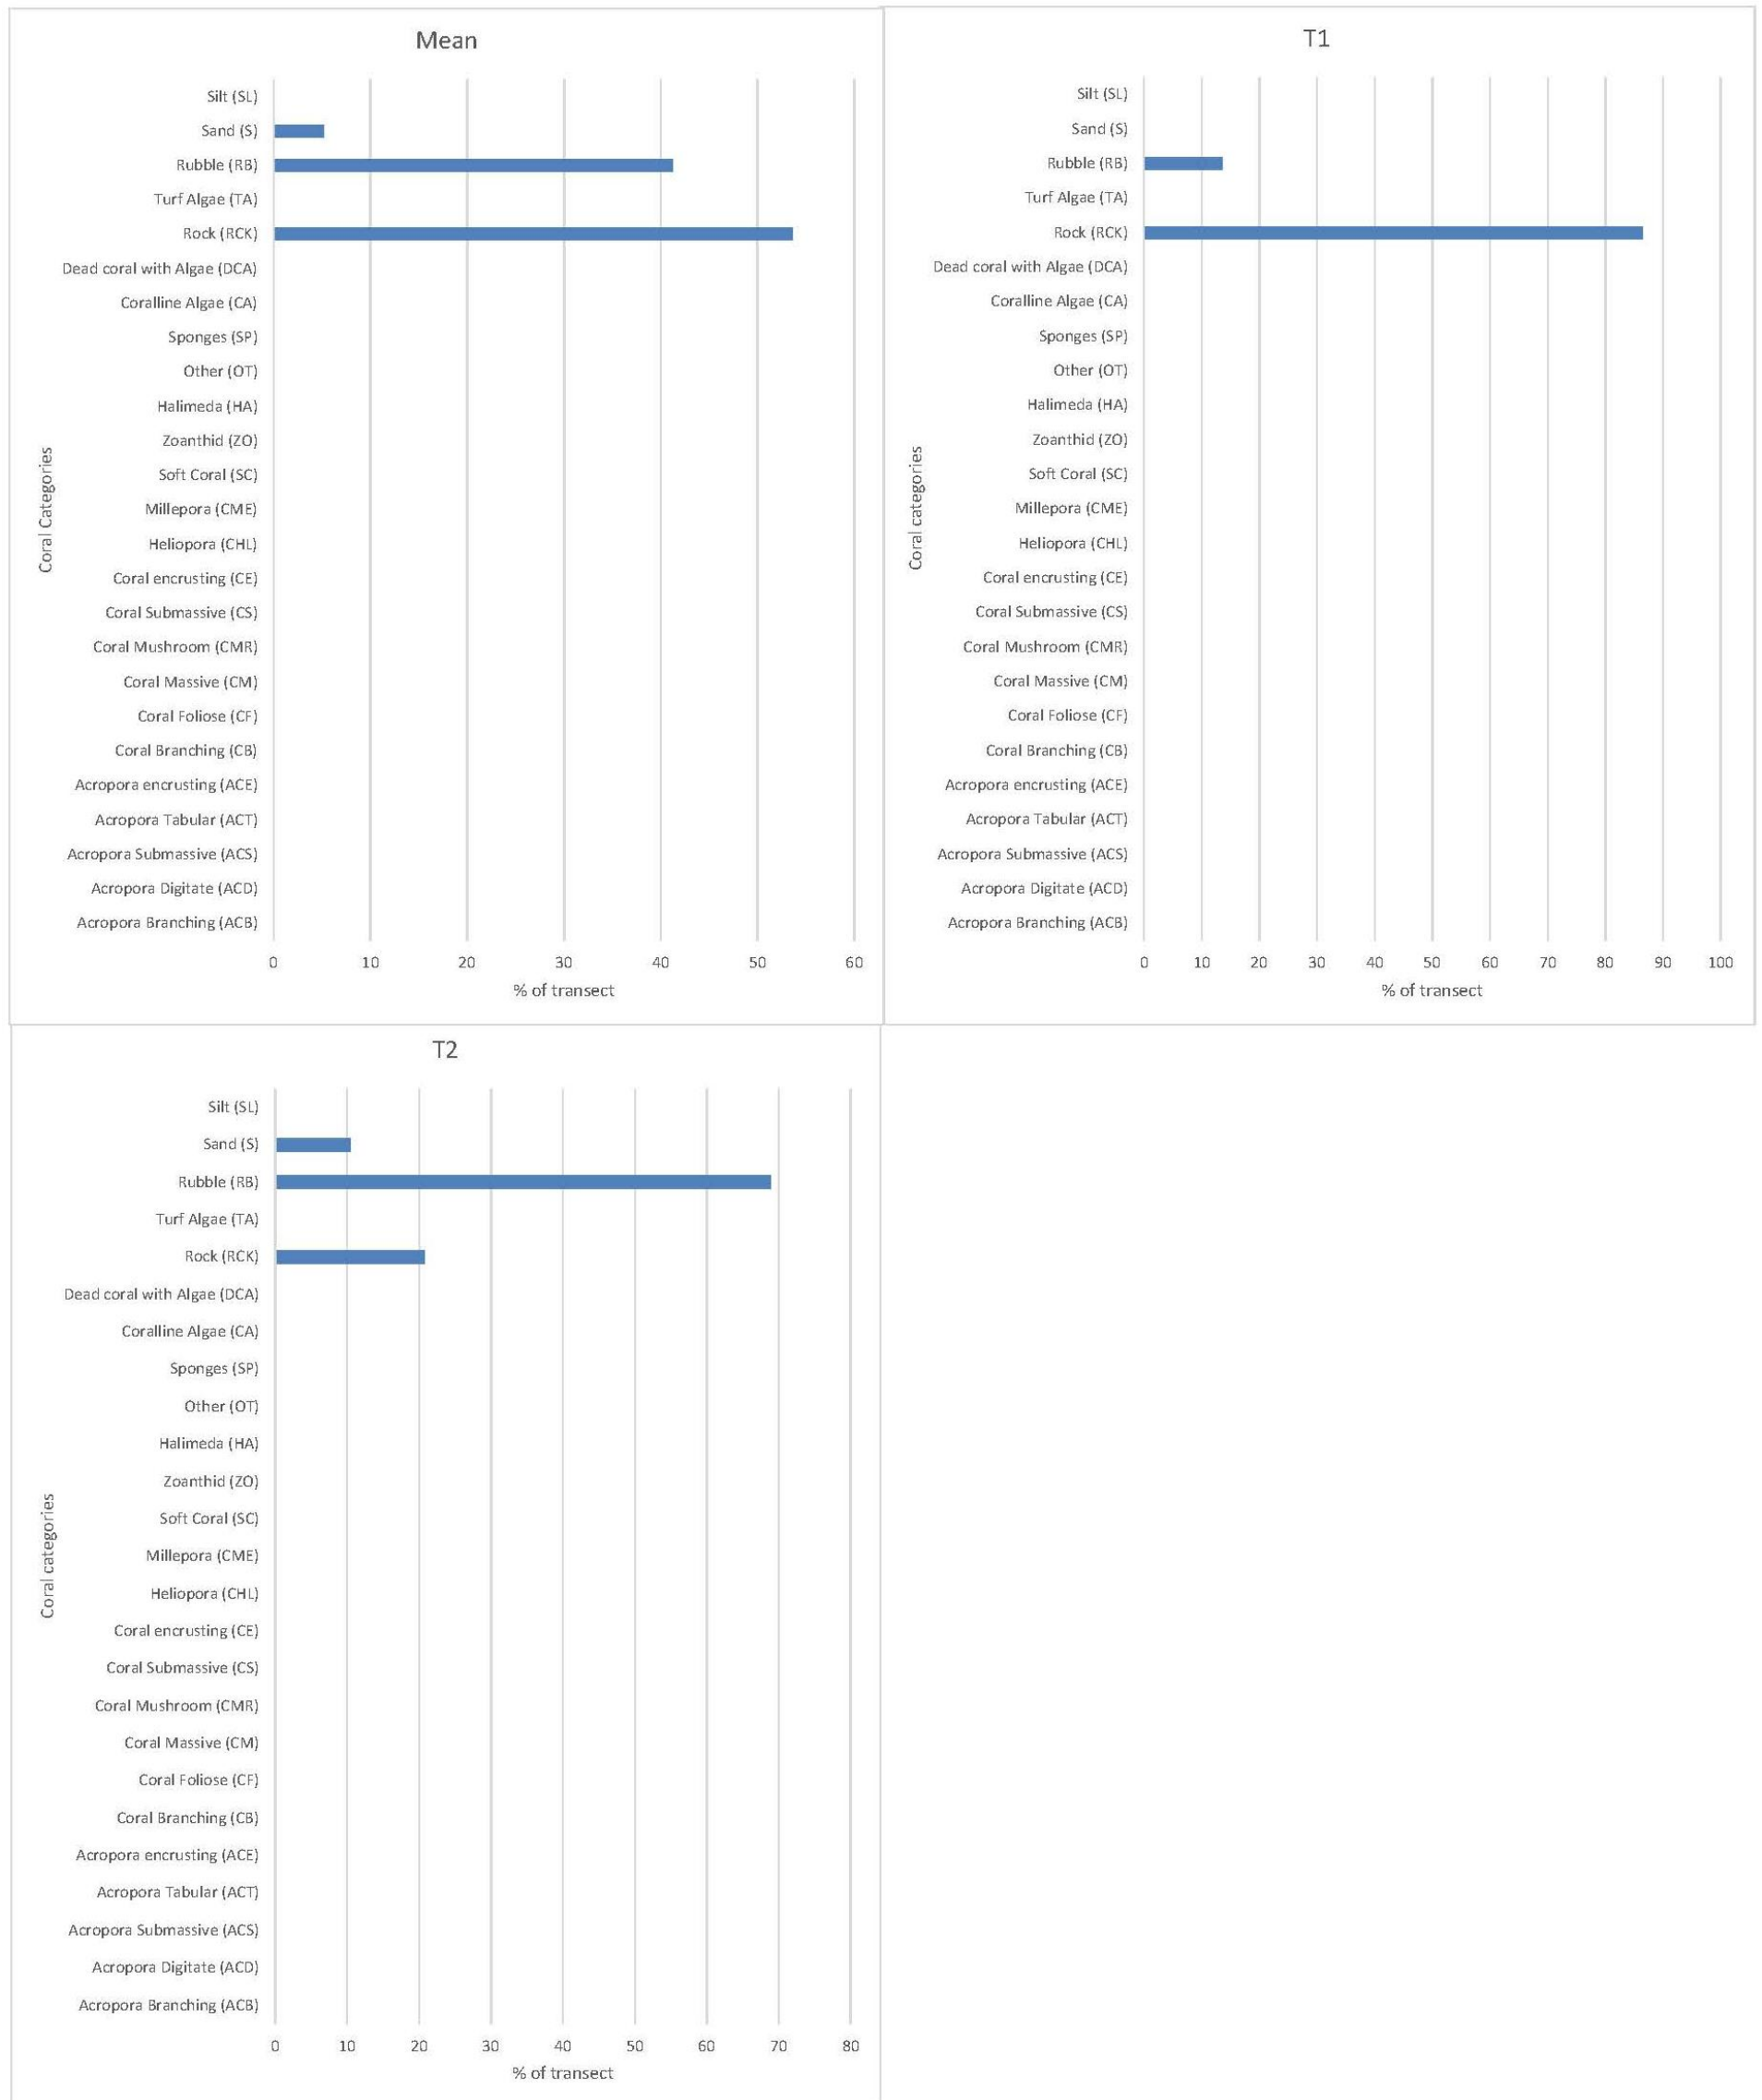 Mean
Silt (SL)
Sand (S)
Rubble (RB)
Turf Algae (TA)
Rock (RCK)
Dead coral with Algae (DCA)
Coralline Algae (CA)
Sponges (SP)
Other (OT)
Halimeda (HA)
Zoanthid (ZO)
Soft Coral (SC)
Millepora (CME)
Heliopora (CHL)
Coral encrusting (CE)
Coral Submassive (CS)
Coral Mushroom (CMR)
Coral Massive (CM)
Coral Foliose (CF)
Coral Branching (CB)
Acropora encrusting (ACE)
Acropora Tabular (ACT)
Acropora Submassive (ACS)
Acropora Digitate (ACD)
Acropora Branching (ACB)
Coral Categories
0 10 20 30 40 50 60
% of transect
T1
Silt (SL)
Sand (S)
Rubble (RB)
Turf Algae (TA)
Rock (RCK)
Dead coral with Algae (DCA)
Coralline Algae (CA)
Sponges (SP)
Other (OT)
Halimeda (HA)
Zoanthid (ZO)
Soft Coral (SC)
Millepora (CME)
Heliopora (CHL)
Coral encrusting (CE)
Coral Submassive (CS)
Coral Mushroom (CMR)
Coral Massive (CM)
Coral Foliose (CF)
Coral Branching (CB)
Acropora encrusting (ACE)
Acropora Tabular (ACT)
Acropora Submassive (ACS)
Acropora Digitate (ACD)
Acropora Branching (ACB)
Coral categories
0 10 20 30 40 50 60 70 80 90 100
% of transect
T2
Silt (SL)
Sand (S)
Rubble (RB)
Turf Algae (TA)
Rock (RCK)
Dead coral with Algae (DCA)
Coralline Algae (CA)
Sponges (SP)
Other (OT)
Halimeda (HA)
Zoanthid (ZO)
Soft Coral (SC)
Millepora (CME)
Heliopora (CHL)
Coral encrusting (CE)
Coral Submassive (CS)
Coral Mushroom (CMR)
Coral Massive (CM)
Coral Foliose (CF)
Coral Branching (CB)
Acropora encrusting (ACE)
Acropora Tabular (ACT)
Acropora Submassive (ACS)
Acropora Digitate (ACD)
Acropora Branching (ACB)
Coral categories
0 10 20 30 40 50 60 70 80
% of transect